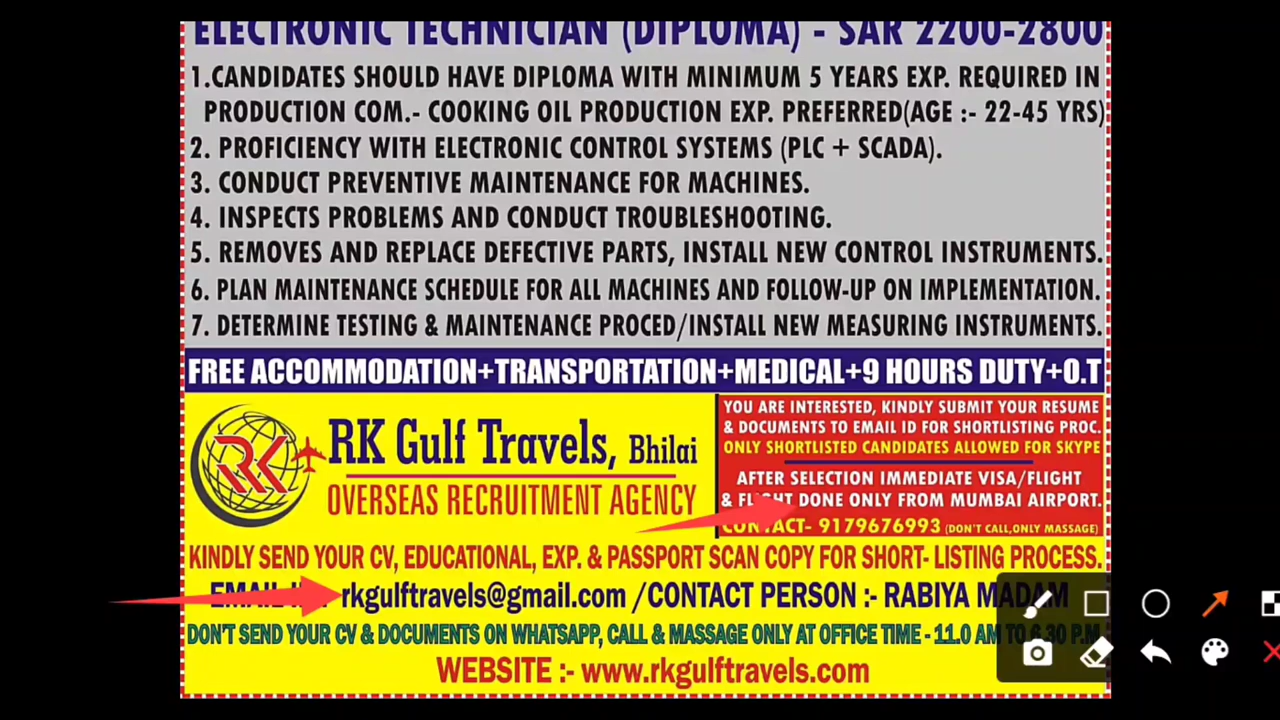 ELECTRONIC TECHNICIAN (DIPLOMA) - SAR 2200-2800
1.CANDIDATES SHOULD HAVE DIPLOMA WITH MINIMUM 5 YEARS EXP. REQUIRED IN
PRODUCTION COM.- COOKING OIL PRODUCTION EXP. PREFERRED(AGE :- 22-45 YRS)
2. PROFICIENCY WITH ELECTRONIC CONTROL SYSTEMS (PLC + SCADA).
3. CONDUCT PREVENTIVE MAINTENANCE FOR MACHINES.
4. INSPECTS PROBLEMS AND CONDUCT TROUBLESHOOTING.
5. REMOVES AND REPLACE DEFECTIVE PARTS, INSTALL NEW CONTROL INSTRUMENTS.
6. PLAN MAINTENANCE SCHEDULE FOR ALL MACHINES AND FOLLOW-UP ON IMPLEMENTATION.
7. DETERMINE TESTING & MAINTENANCE PROCED/INSTALL NEW MEASURING INSTRUMENTS.
FREE ACCOMMODATION+TRANSPORTATION+MEDICAL+9 HOURS DUTY+O.T
RK
RK Gulf Travels, Bhilai
OVERSEAS RECRUITMENT AGENCY
YOU ARE INTERESTED, KINDLY SUBMIT YOUR RESUME
& DOCUMENTS TO EMAIL ID FOR SHORTLISTING PROC.
ONLY SHORTLISTED CANDIDATES ALLOWED FOR SKYPE
AFTER SELECTION IMMEDIATE VISA/FLIGHT
& FLIGHT DONE ONLY FROM MUMBAI AIRPORT.
CONTACT- 9179676993 (DON'T CALL,ONLY MASSAGE)
KINDLY SEND YOUR CV, EDUCATIONAL, EXP. & PASSPORT SCAN COPY FOR SHORT- LISTING PROCESS.
EMAIL rkgulftravels@gmail.com /CONTACT PERSON :- RABIYA MADAM
DON'T SEND YOUR CV & DOCUMENTS ON WHATSAPP, CALL & MASSAGE ONLY AT OFFICE TIME - 11.0 AM TO 6.30 P.M
WEBSITE :- www.rkgulftravels.com